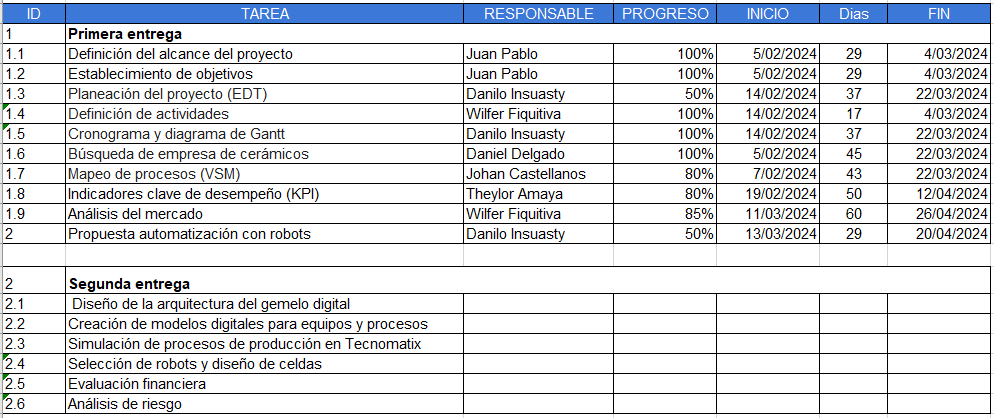 ID TAREA RESPONSABLE PROGRESO INICIO Dias FIN
1 Primera entrega
1.1 Definición del alcance del proyecto Juan Pablo 100% 5/02/2024 29 4/03/2024
1.2 Establecimiento de objetivos Juan Pablo 100% 5/02/2024 29 4/03/2024
1.3 Planeación del proyecto (EDT) Danilo Insuasty 50% 14/02/2024 37 22/03/2024
1.4 Definición de actividades Wilfer Fiquitiva 100% 14/02/2024 17 4/03/2024
1.5 Cronograma y diagrama de Gantt Danilo Insuasty 100% 14/02/2024 37 22/03/2024
1.6 Búsqueda de empresa de cerámicos Daniel Delgado 100% 5/02/2024 45 22/03/2024
1.7 Mapeo de procesos (VSM) Johan Castellanos 80% 7/02/2024 43 22/03/2024
1.8 Indicadores clave de desempeño (KPI) Theylor Amaya 80% 19/02/2024 50 12/04/2024
1.9 Análisis del mercado Wilfer Fiquitiva 85% 11/03/2024 60 26/04/2024
2 Propuesta automatización con robots Danilo Insuasty 50% 13/03/2024 29 20/04/2024
2 Segunda entrega
2.1 Diseño de la arquitectura del gemelo digital
2.2 Creación de modelos digitales para equipos y procesos
2.3 Simulación de procesos de producción en Tecnomatix
2.4 Selección de robots y diseño de celdas
2.5 Evaluación financiera
2.6 Análisis de riesgo